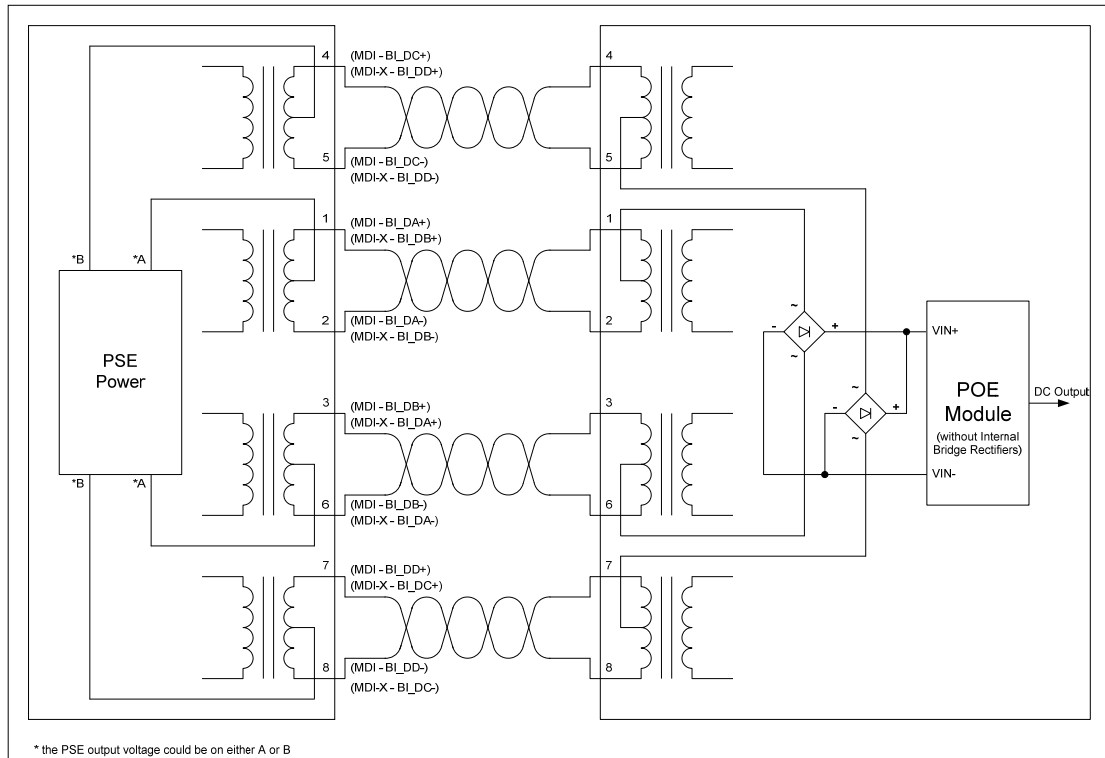 4
(MDI - BI_DC+)
(MDI-X - BI_DD+)
4
5
(MDI - BI_DC-)
(MDI-X - BI_DD-)
5
1
(MDI - BI_DA+)
(MDI-X - BI_DB+)
1
*B
*A
2
(MDI - BI_DA-)
(MDI-X - BI_DB-)
2
~
-
+
~
VIN+
PSE
Power
POE
Module
(without Internal
Bridge Rectifiers)
DC Output
~
-
+
~
VIN-
3
(MDI - BI_DB+)
(MDI-X - BI_DA+)
3
*B
*A
6
(MDI - BI_DB-)
(MDI-X - BI_DA-)
6
7
(MDI - BI_DD+)
(MDI-X - BI_DC+)
7
8
(MDI - BI_DD-)
(MDI-X - BI_DC-)
8
* the PSE output voltage could be on either A or B